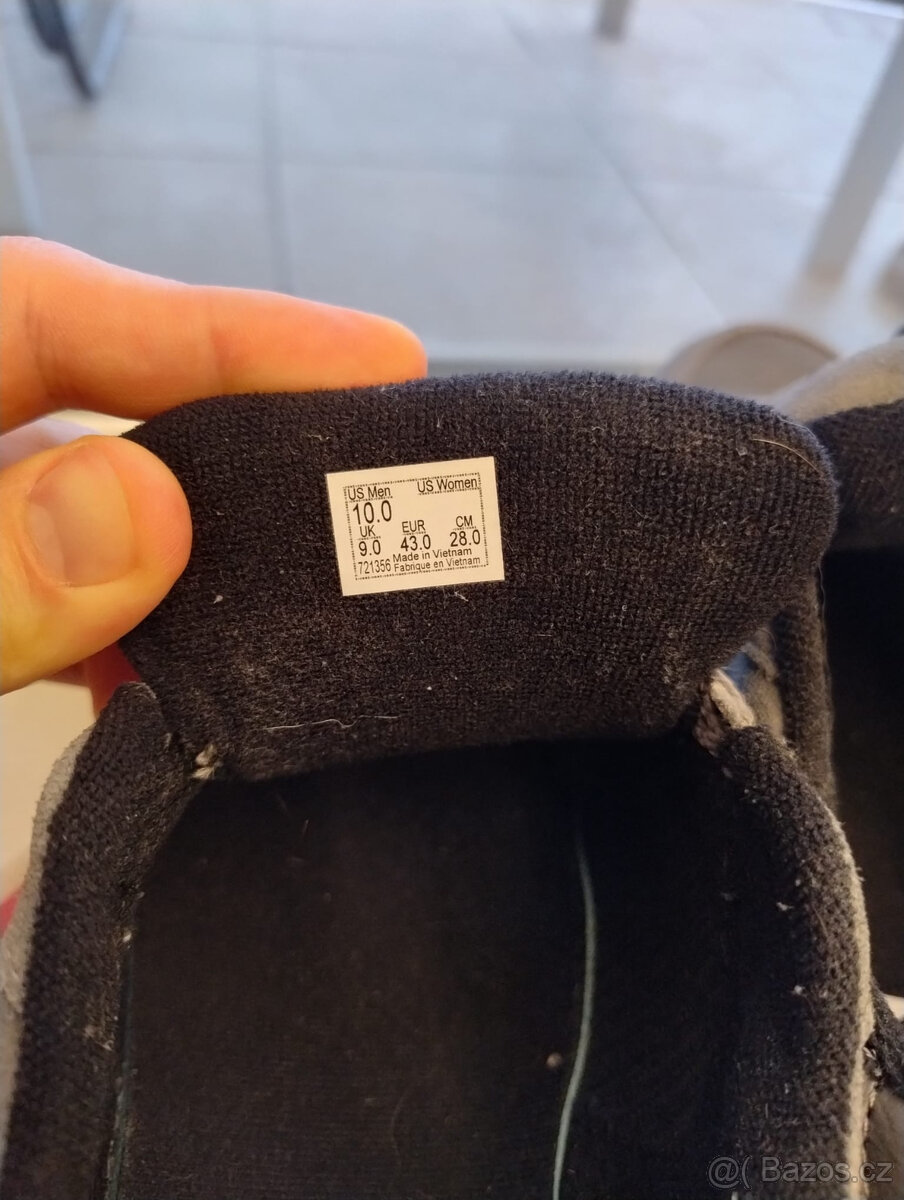 US Men US Women
10.0
UK EUR CM
9.0 43.0 28.0
Made in Vietnam
721356 Fabrique en Vietnam
@( Bazos.cz